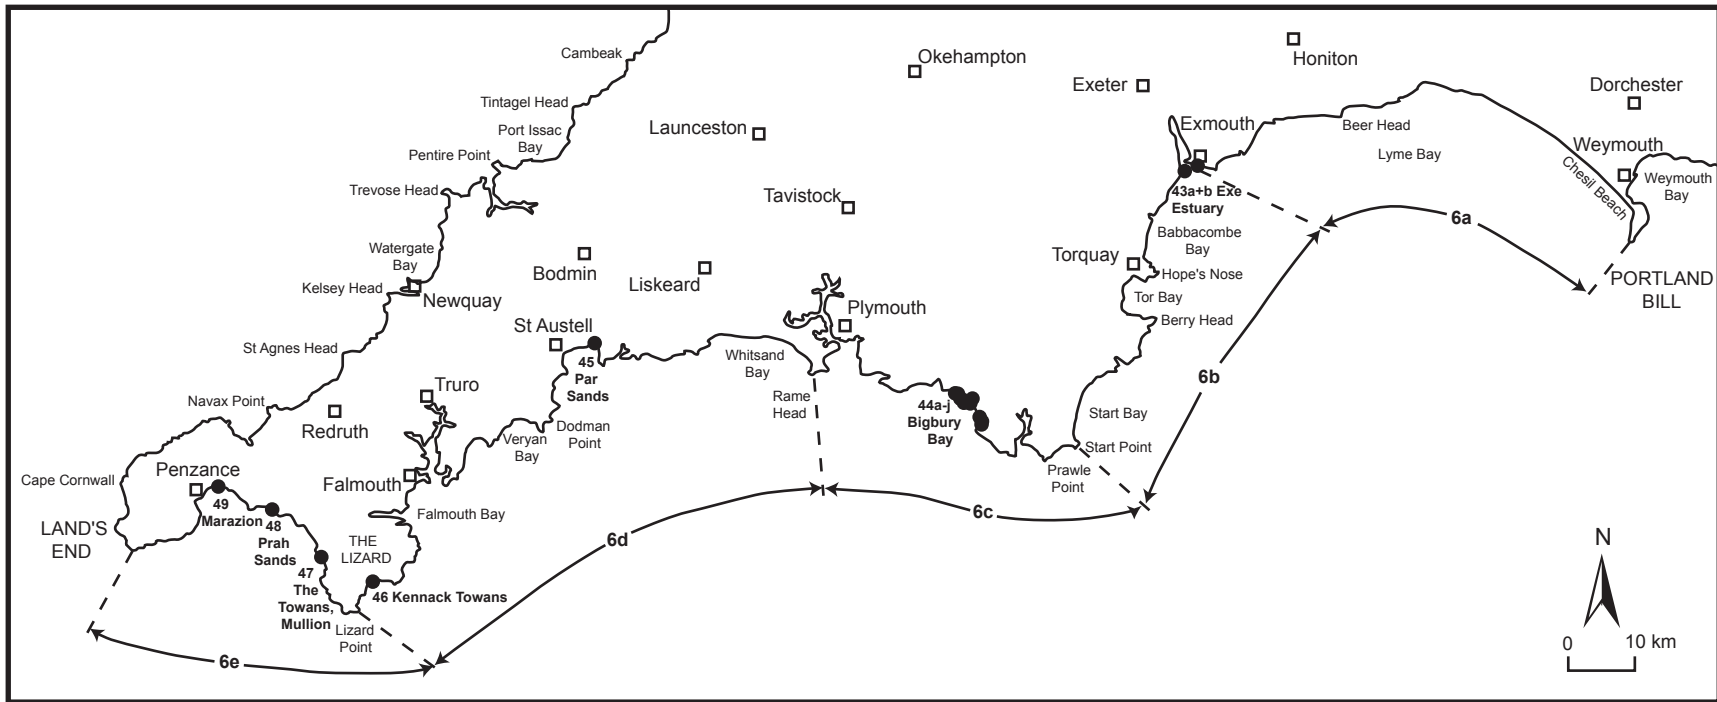 Cambeak
Tintagel Head
Port Issac
Bay
Pentire Point
Trevose Head
Watergate
Bay
Kelsey Head
Newquay
St Agnes Head
Navax Point
Redruth
Truro
Cape Cornwall
Penzance
LAND'S
END
49
Marazion
48
Prah
Sands
47
The
Towans,
Mullion
THE
LIZARD
46 Kennack Towans
Lizard
Point
Falmouth
Falmouth Bay
Veryan
Bay
Dodman
Point
St Austell
45
Par
Sands
Bodmin
Liskeard
Launceston
Tavistock
Okehampton
Whitsand
Bay
Rame
Head
Plymouth
44a-j
Bigbury
Bay
Prawle
Point
Start Point
Start Bay
Berry Head
Tor Bay
Hope's Nose
Torquay
Babbacombe
Bay
43a+b Exe
Estuary
Exmouth
Exeter
Honiton
Beer Head
Lyme Bay
Dorchester
Weymouth
Weymouth
Bay
Chesil Beach
PORTLAND
BILL
6a
6b
6c
6d
6e
N
0 10 km